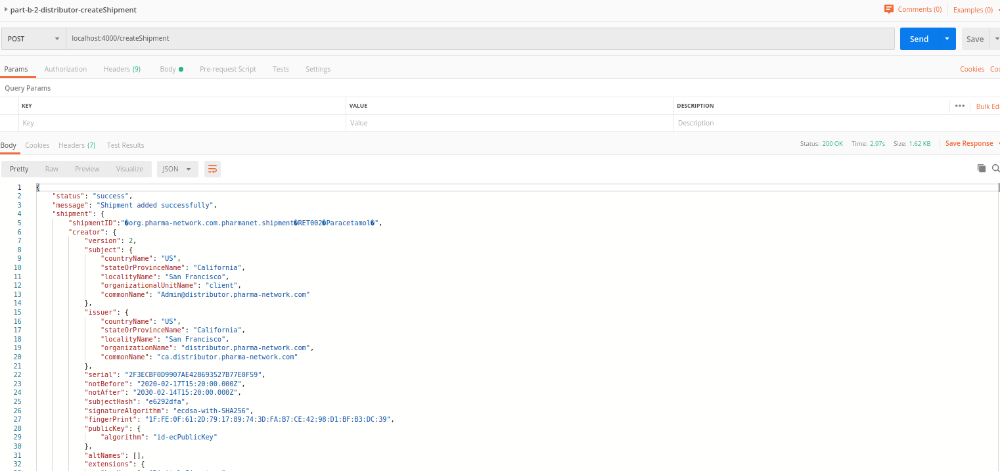 part-b-2-distributor-createShipment
Comments (0)
Examples (0)
POST
localhost:4000/createShipment
Send
Save
Params
Authorization
Headers (9)
Body
Pre-request Script
Tests
Settings
Cookies
Coo
Query Params
KEY
VALUE
DESCRIPTION
•••
Bulk Ed
Key
Value
Description
Body
Cookies
Headers (7)
Test Results
Status: 200 OK
Time: 2.97s
Size: 1.62 KB
Save Response
Pretty
Raw
Preview
Visualize
JSON
1 {
2 "status": "success",
3 "message": "Shipment added successfully",
4 "shipment": {
5 "shipmentID":"�org.pharma-network.com.pharmanet.shipment�RET002�Paracetamol�",
6 "creator": {
7 "version": 2,
8 "subject": {
9 "countryName": "US",
10 "stateOrProvinceName": "California",
11 "localityName": "San Francisco",
12 "organizationalUnitName": "client",
13 "commonName": "Admin@distributor.pharma-network.com"
14 },
15 "issuer": {
16 "countryName": "US",
17 "stateOrProvinceName": "California",
18 "localityName": "San Francisco",
19 "organizationName": "distributor.pharma-network.com",
20 "commonName": "ca.distributor.pharma-network.com"
21 },
22 "serial": "2F3ECBF0D9907AE428693527B77E0F59",
23 "notBefore": "2020-02-17T15:20:00.000Z",
24 "notAfter": "2030-02-14T15:20:00.000Z",
25 "subjectHash": "e6292dfa",
26 "signatureAlgorithm": "ecdsa-with-SHA256",
27 "fingerPrint": "1F:FE:0F:61:2D:79:17:89:74:3D:FA:B7:CE:42:98:D1:BF:B3:DC:39",
28 "publicKey": {
29 "algorithm": "id-ecPublicKey"
30 },
31 "altNames": [],
32 "extensions": {